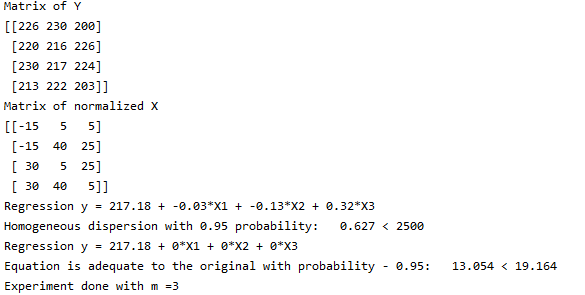 Matrix of Y
[[226 230 200]
 [220 216 226]
 [230 217 224]
 [213 222 203]]
Matrix of normalized X
[[-15   5   5]
 [-15  40  25]
 [ 30   5  25]
 [ 30  40   5]]
Regression y = 217.18 + -0.03*X1 + -0.13*X2 + 0.32*X3
Homogeneous dispersion with 0.95 probability:   0.627 < 2500
Regression y = 217.18 + 0*X1 + 0*X2 + 0*X3
Equation is adequate to the original with probability - 0.95:   13.054 < 19.164
Experiment done with m =3